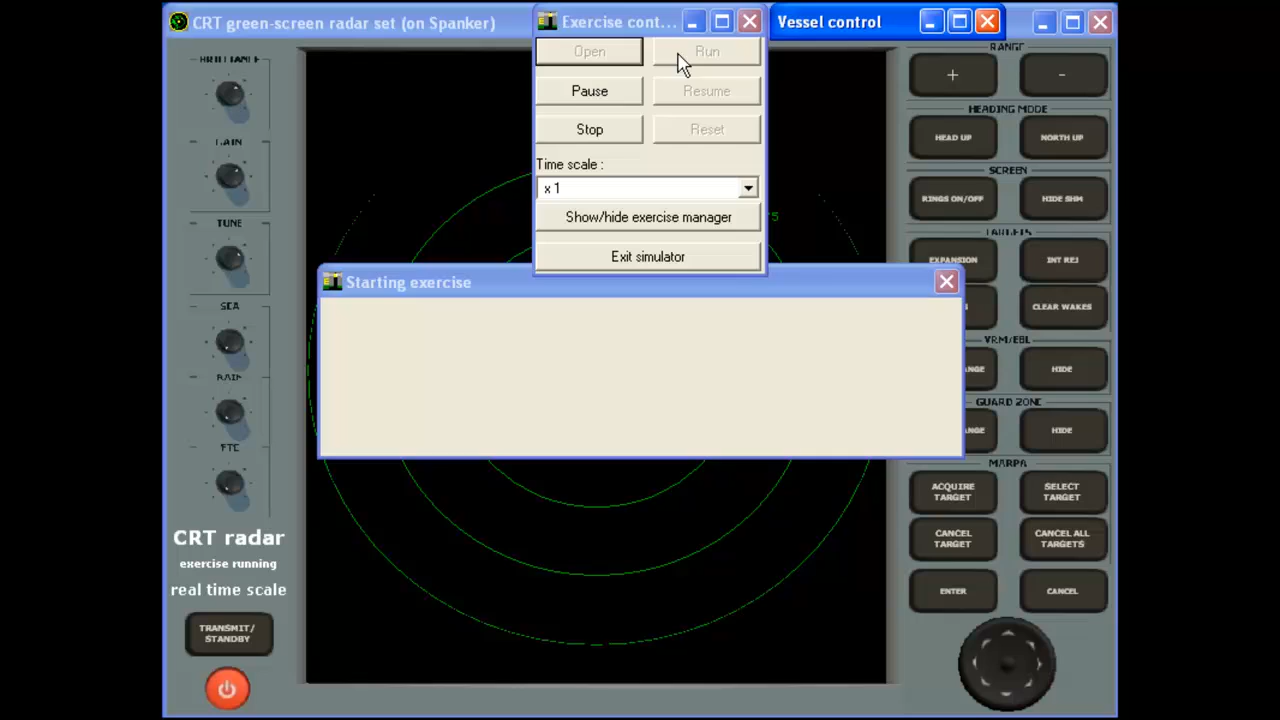 CRT green-screen radar set (on Spanker)
Exercise cont...
Vessel control
BRILLIANCE
GAIN
TUNE
SEA
RAIN
FTC
CRT radar
exercise running
real time scale
TRANSMIT/
STANDBY
Open
Run
Pause
Resume
Stop
Reset
Time scale :
x 1
Show/hide exercise manager
Exit simulator
Starting exercise
RANGE
+
-
HEADING MODE
HEAD UP
NORTH UP
SCREEN
RINGS ON/OFF
HIDE SHM
TARGETS
EXPANSION
INT REJ
CLEAR WAKES
VRM/EBL
HIDE
GUARD ZONE
HIDE
MARPA
ACQUIRE
TARGET
SELECT
TARGET
CANCEL
TARGET
CANCEL ALL
TARGETS
ENTER
CANCEL